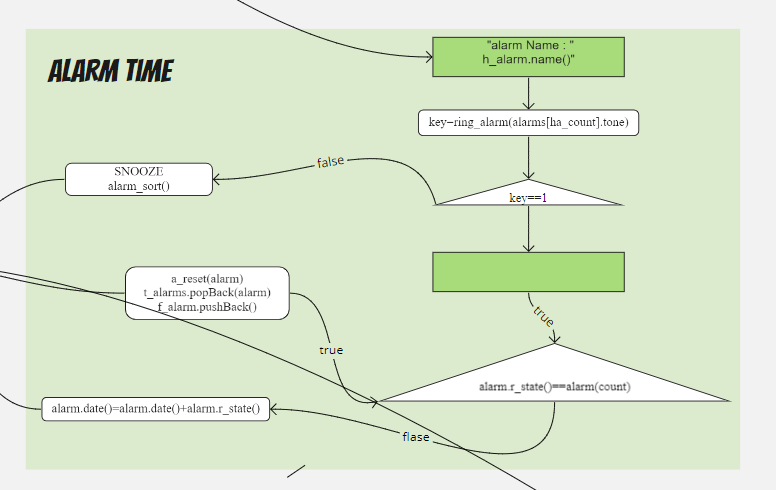 "alarm Name : "
h_alarm.name()"
ALARM TIME
key=ring_alarm(alarms[ha_count].tone)
false
SNOOZE
alarm_sort()
key==1
a_reset(alarm)
t_alarms.popBack(alarm)
f_alarm.pushBack()
true
true
alarm.r_state()==alarm(count)
alarm.date()=alarm.date()+alarm.r_state()
flase